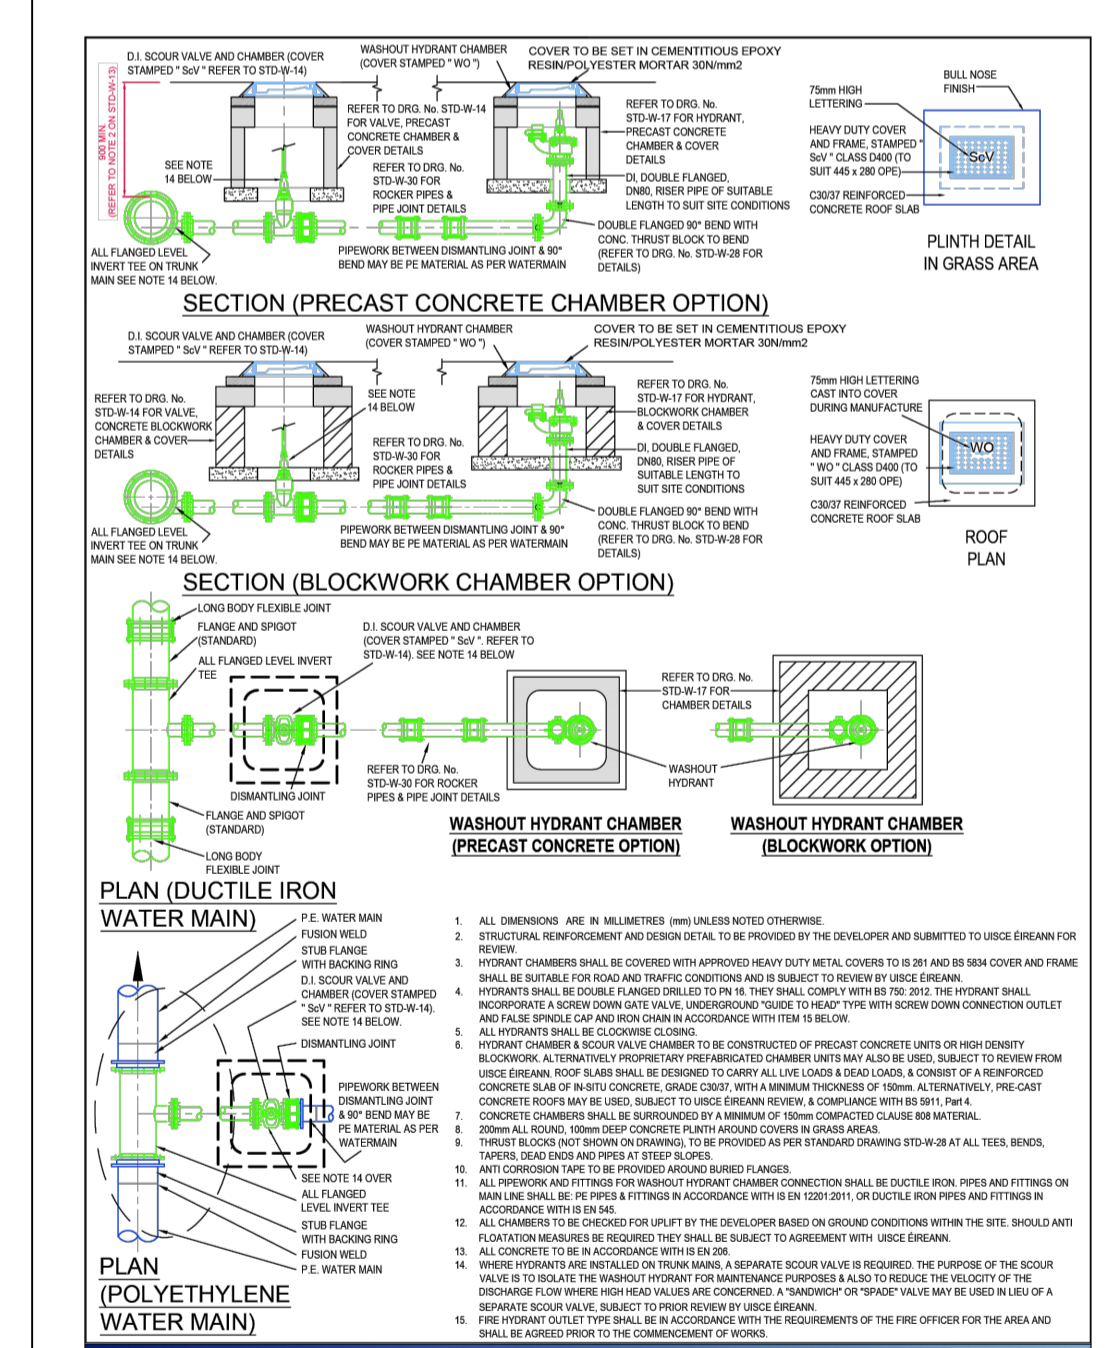 D.I. SCOUR VALVE AND CHAMBER (COVER
STAMPED " ScV " REFER TO STD-W-14)
WASHOUT HYDRANT CHAMBER
(COVER STAMPED " WO ")
COVER TO BE SET IN CEMENTITIOUS EPOXY
RESIN/POLYESTER MORTAR 30N/mm2
900 MIN.
(REFER TO NOTE 2 ON STD-W-13)
SEE NOTE
14 BELOW
REFER TO DRG. No. STD-W-14
FOR VALVE, PRECAST
CONCRETE CHAMBER &
COVER DETAILS
REFER TO DRG. No.
STD-W-30 FOR
ROCKER PIPES &
PIPE JOINT DETAILS
REFER TO DRG. No.
STD-W-17 FOR HYDRANT,
PRECAST CONCRETE
CHAMBER & COVER
DETAILS
DI, DOUBLE FLANGED,
DN80, RISER PIPE OF SUITABLE
LENGTH TO SUIT SITE CONDITIONS
DOUBLE FLANGED 90° BEND WITH
CONC. THRUST BLOCK TO BEND
(REFER TO DRG. No. STD-W-28 FOR
DETAILS)
ALL FLANGED LEVEL
INVERT TEE ON TRUNK
MAIN SEE NOTE 14 BELOW.
PIPEWORK BETWEEN DISMANTLING JOINT & 90°
BEND MAY BE PE MATERIAL AS PER WATERMAIN
BULL NOSE
FINISH
75mm HIGH
LETTERING
HEAVY DUTY COVER
AND FRAME, STAMPED "
ScV " CLASS D400 (TO
SUIT 445 x 280 OPE)
C30/37 REINFORCED
CONCRETE ROOF SLAB
ScV
PLINTH DETAIL
IN GRASS AREA
SECTION (PRECAST CONCRETE CHAMBER OPTION)
D.I. SCOUR VALVE AND CHAMBER (COVER
STAMPED " ScV " REFER TO STD-W-14)
WASHOUT HYDRANT CHAMBER
(COVER STAMPED " WO ")
COVER TO BE SET IN CEMENTITIOUS EPOXY
RESIN/POLYESTER MORTAR 30N/mm2
REFER TO DRG. No.
STD-W-14 FOR VALVE,
CONCRETE BLOCKWORK
CHAMBER & COVER
DETAILS
SEE NOTE
14 BELOW
REFER TO DRG. No.
STD-W-30 FOR
ROCKER PIPES &
PIPE JOINT DETAILS
REFER TO DRG. No.
STD-W-17 FOR HYDRANT,
BLOCKWORK CHAMBER
& COVER DETAILS
DI, DOUBLE FLANGED,
DN80, RISER PIPE OF
SUITABLE LENGTH TO
SUIT SITE CONDITIONS
DOUBLE FLANGED 90° BEND WITH
CONC. THRUST BLOCK TO BEND
(REFER TO DRG. No. STD-W-28 FOR
DETAILS)
ALL FLANGED LEVEL
INVERT TEE ON TRUNK
MAIN SEE NOTE 14 BELOW.
PIPEWORK BETWEEN DISMANTLING JOINT & 90°
BEND MAY BE PE MATERIAL AS PER WATERMAIN
75mm HIGH LETTERING
CAST INTO COVER
DURING MANUFACTURE
HEAVY DUTY COVER
AND FRAME, STAMPED
" WO " CLASS D400 (TO
SUIT 445 x 280 OPE)
C30/37 REINFORCED
CONCRETE ROOF SLAB
WO
ROOF
PLAN
SECTION (BLOCKWORK CHAMBER OPTION)
LONG BODY FLEXIBLE JOINT
FLANGE AND SPIGOT
(STANDARD)
ALL FLANGED LEVEL INVERT
TEE
D.I. SCOUR VALVE AND CHAMBER
(COVER STAMPED " ScV ". REFER TO
STD-W-14). SEE NOTE 14 BELOW
REFER TO DRG. No.
STD-W-17 FOR
CHAMBER DETAILS
DISMANTLING JOINT
REFER TO DRG. No.
STD-W-30 FOR ROCKER
PIPES & PIPE JOINT DETAILS
WASHOUT
HYDRANT
FLANGE AND SPIGOT
(STANDARD)
LONG BODY
FLEXIBLE JOINT
WASHOUT HYDRANT CHAMBER
(PRECAST CONCRETE OPTION)
WASHOUT HYDRANT CHAMBER
(BLOCKWORK OPTION)
PLAN (DUCTILE IRON
WATER MAIN)
P.E. WATER MAIN
FUSION WELD
STUB FLANGE
WITH BACKING RING
D.I. SCOUR VALVE AND
CHAMBER (COVER STAMPED
" ScV " REFER TO STD-W-14).
SEE NOTE 14 BELOW.
DISMANTLING JOINT
PIPEWORK BETWEEN
DISMANTLING JOINT
& 90° BEND MAY BE
PE MATERIAL AS PER
WATERMAIN
SEE NOTE 14 OVER
ALL FLANGED
LEVEL INVERT TEE
STUB FLANGE
WITH BACKING RING
FUSION WELD
P.E. WATER MAIN
PLAN
(POLYETHYLENE
WATER MAIN)
1. ALL DIMENSIONS ARE IN MILLIMETRES (mm) UNLESS NOTED OTHERWISE.
2. STRUCTURAL REINFORCEMENT AND DESIGN DETAIL TO BE PROVIDED BY THE DEVELOPER AND SUBMITTED TO UISCE ÉIREANN FOR
REVIEW.
3. HYDRANT CHAMBERS SHALL BE COVERED WITH APPROVED HEAVY DUTY METAL COVERS TO IS 261 AND BS 5834 COVER AND FRAME
SHALL BE SUITABLE FOR ROAD AND TRAFFIC CONDITIONS AND IS SUBJECT TO REVIEW BY UISCE ÉIREANN.
4. HYDRANTS SHALL BE DOUBLE FLANGED DRILLED TO PN 16. THEY SHALL COMPLY WITH BS 750: 2012. THE HYDRANT SHALL
INCORPORATE A SCREW DOWN GATE VALVE, UNDERGROUND "GUIDE TO HEAD" TYPE WITH SCREW DOWN CONNECTION OUTLET
AND FALSE SPINDLE CAP AND IRON CHAIN IN ACCORDANCE WITH ITEM 15 BELOW.
5. ALL HYDRANTS SHALL BE CLOCKWISE CLOSING.
6. HYDRANT CHAMBER & SCOUR VALVE CHAMBER TO BE CONSTRUCTED OF PRECAST CONCRETE UNITS OR HIGH DENSITY
BLOCKWORK. ALTERNATIVELY PROPRIETARY PREFABRICATED CHAMBER UNITS MAY ALSO BE USED, SUBJECT TO REVIEW FROM
UISCE ÉIREANN. ROOF SLABS SHALL BE DESIGNED TO CARRY ALL LIVE LOADS & DEAD LOADS, & CONSIST OF A REINFORCED
CONCRETE SLAB OF IN-SITU CONCRETE, GRADE C30/37, WITH A MINIMUM THICKNESS OF 150mm. ALTERNATIVELY, PRE-CAST
CONCRETE ROOFS MAY BE USED, SUBJECT TO UISCE ÉIREANN REVIEW, & COMPLIANCE WITH BS 5911, Part 4.
7. CONCRETE CHAMBERS SHALL BE SURROUNDED BY A MINIMUM OF 150mm COMPACTED CLAUSE 808 MATERIAL.
8. 200mm ALL ROUND, 100mm DEEP CONCRETE PLINTH AROUND COVERS IN GRASS AREAS.
9. THRUST BLOCKS (NOT SHOWN ON DRAWING), TO BE PROVIDED AS PER STANDARD DRAWING STD-W-28 AT ALL TEES, BENDS,
TAPERS, DEAD ENDS AND PIPES AT STEEP SLOPES.
10. ANTI CORROSION TAPE TO BE PROVIDED AROUND BURIED FLANGES.
11. ALL PIPEWORK AND FITTINGS FOR WASHOUT HYDRANT CHAMBER CONNECTION SHALL BE DUCTILE IRON. PIPES AND FITTINGS ON
MAIN LINE SHALL BE: PE PIPES & FITTINGS IN ACCORDANCE WITH IS EN 12201:2011, OR DUCTILE IRON PIPES AND FITTINGS IN
ACCORDANCE WITH IS EN 545.
12. ALL CHAMBERS TO BE CHECKED FOR UPLIFT BY THE DEVELOPER BASED ON GROUND CONDITIONS WITHIN THE SITE. SHOULD ANTI
FLOATATION MEASURES BE REQUIRED THEY SHALL BE SUBJECT TO AGREEMENT WITH UISCE ÉIREANN.
13. ALL CONCRETE TO BE IN ACCORDANCE WITH IS EN 206.
14. WHERE HYDRANTS ARE INSTALLED ON TRUNK MAINS, A SEPARATE SCOUR VALVE IS REQUIRED. THE PURPOSE OF THE SCOUR
VALVE IS TO ISOLATE THE WASHOUT HYDRANT FOR MAINTENANCE PURPOSES & ALSO TO REDUCE THE VELOCITY OF THE
DISCHARGE FLOW WHERE HIGH HEAD VALUES ARE CONCERNED. A "SANDWICH" OR "SPADE" VALVE MAY BE USED IN LIEU OF A
SEPARATE SCOUR VALVE, SUBJECT TO PRIOR REVIEW BY UISCE ÉIREANN.
15. FIRE HYDRANT OUTLET TYPE SHALL BE IN ACCORDANCE WITH THE REQUIREMENTS OF THE FIRE OFFICER FOR THE AREA AND
SHALL BE AGREED PRIOR TO THE COMMENCEMENT OF WORKS.